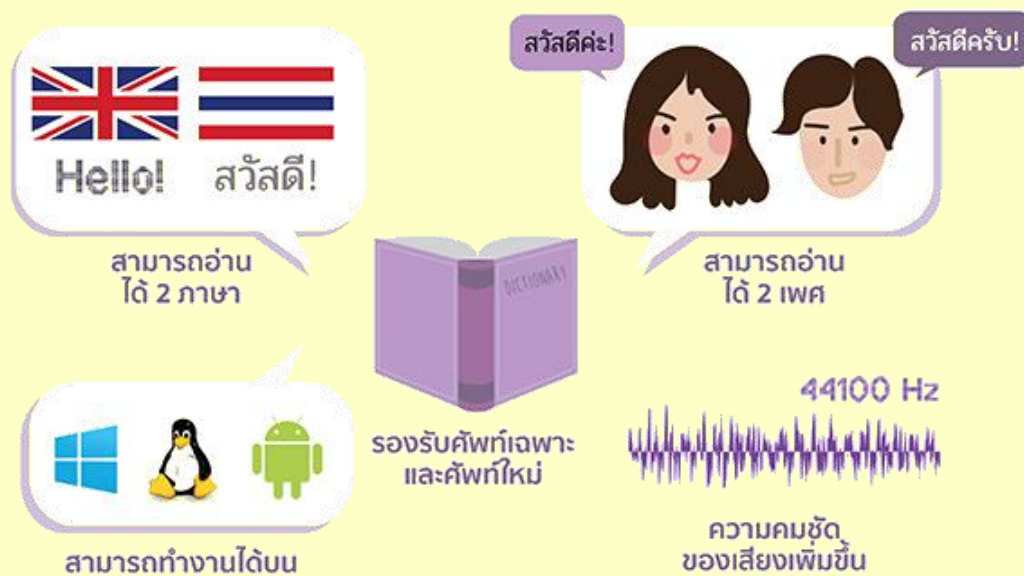 สวัสดีค่ะ!
สวัสดีครับ!
Hello!
สวัสดี!
สามารถอ่าน
ได้ 2 ภาษา
สามารถอ่าน
ได้ 2 เพศ
DICTIONARY
44100 Hz
รองรับศัพท์เฉพาะ
และศัพท์ใหม่
ความคมชัด
ของเสียงเพิ่มขึ้น
สามารถทำงานได้บน